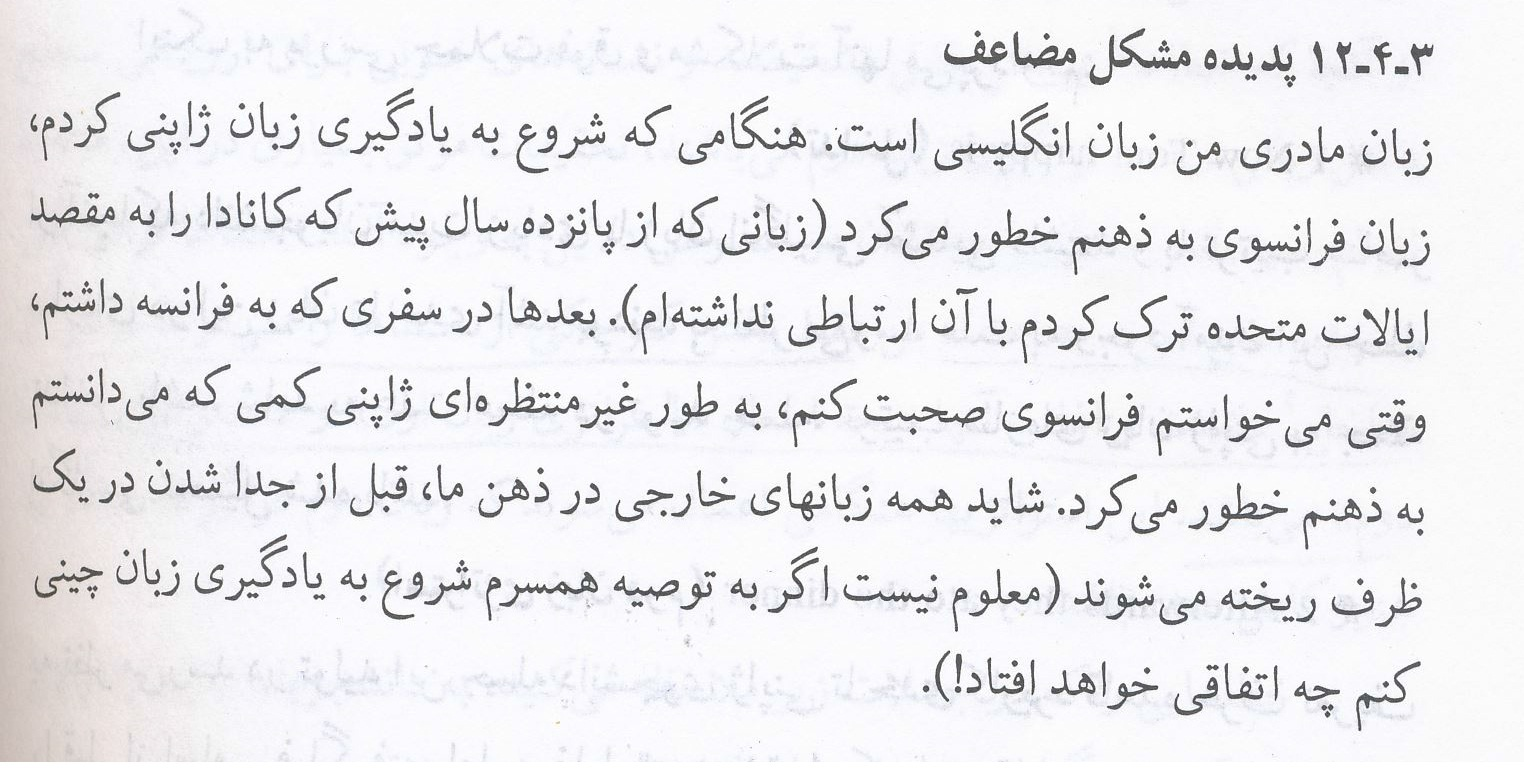 ۱۲ـ۴ـ۳ پدیده مشکل مضاعف
زبان مادری من زبان انگلیسی است. هنگامی که شروع به یادگیری زبان ژاپنی کردم،
زبان فرانسوی به ذهنم خطور می‌کرد (زبانی که از پانزده سال پیش که کانادا را به مقصد
ایالات متحده ترک کردم با آن ارتباطی نداشته‌ام). بعدها در سفری که به فرانسه داشتم،
وقتی می‌خواستم فرانسوی صحبت کنم، به طور غیرمنتظره‌ای ژاپنی کمی که می‌دانستم
به ذهنم خطور می‌کرد. شاید همه زبانهای خارجی در ذهن ما، قبل از جدا شدن در یک
ظرف ریخته می‌شوند (معلوم نیست اگر به توصیه همسرم شروع به یادگیری زبان چینی
کنم چه اتفاقی خواهد افتاد!).